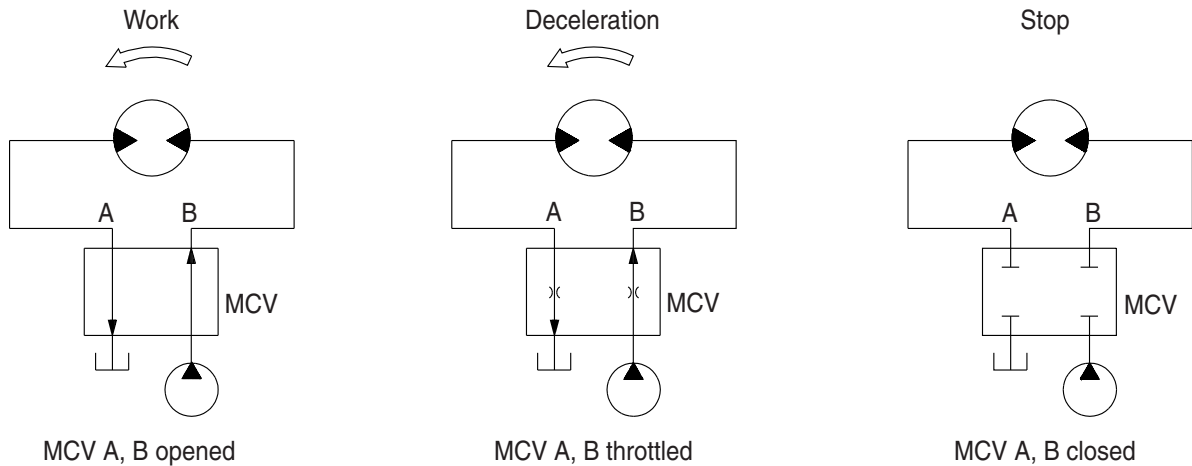 Work
Deceleration
Stop
A B
A B
A B
MCV
MCV
MCV
MCV A, B opened
MCV A, B throttled
MCV A, B closed